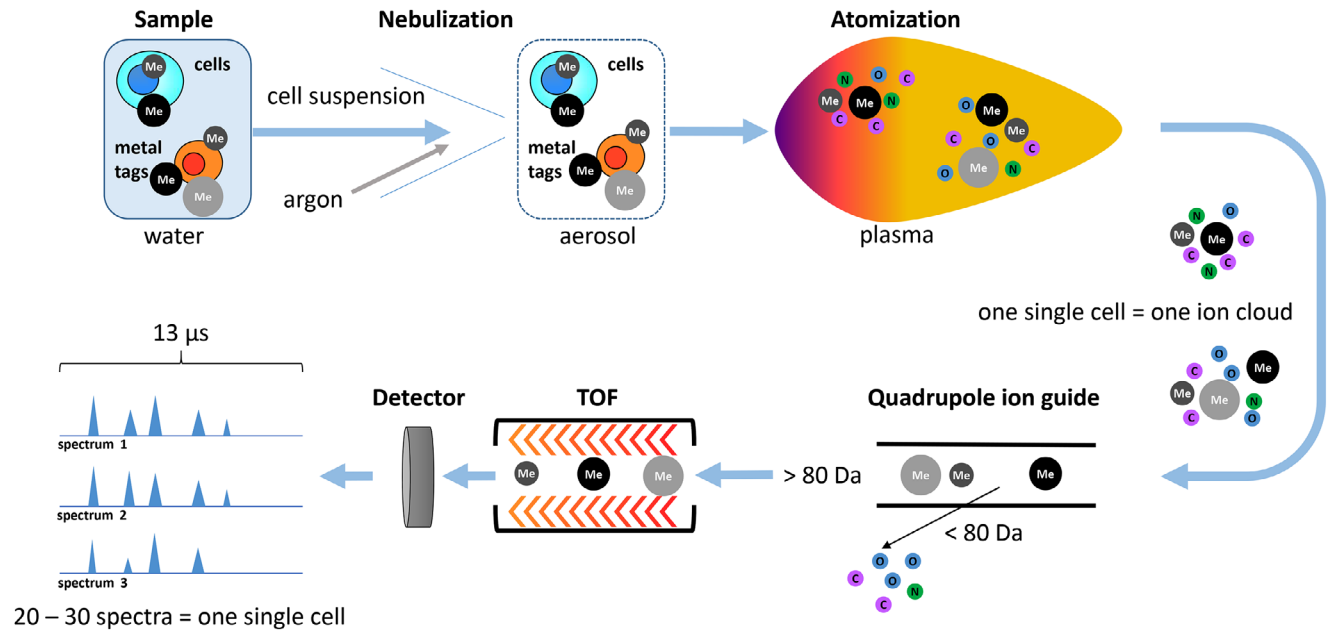 Sample
Nebulization
Atomization
Me
cells
Me
metal
tags
Me
Me
Me
water
cell suspension
argon
Me
cells
Me
metal
tags
Me
Me
Me
aerosol
N
O
C
Me
Me
N
C
C
O
Me
Me
C
O
C
Me
O
N
plasma
N
O
Me
Me
C
C
C
N
one single cell = one ion cloud
O
Me
C
O
Me
Me
N
C
O
Quadrupole ion guide
Me
Me
Me
< 80 Da
O
O
C
O
N
C
> 80 Da
TOF
Me
Me
Me
Detector
13 µs
spectrum 1
spectrum 2
spectrum 3
20 – 30 spectra = one single cell